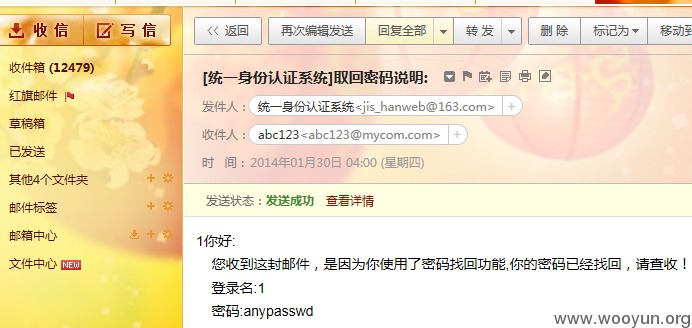 收 信 写 信
<< 返回 再次编辑发送 回复全部 转 发 删 除 标记为 移动到
收件箱 (12479)
红旗邮件
草稿箱
已发送
其他4个文件夹
邮件标签
邮箱中心
文件中心 NEW
[统一身份认证系统]取回密码说明:
发件人： 统一身份认证系统<jis_hanweb@163.com>
收件人： abc123<abc123@mycom.com>
时 间： 2014年01月30日 04:00 (星期四)
发送状态：发送成功 查看详情
1你好:
您收到这封邮件，是因为你使用了密码找回功能,你的密码已经找回，请查收！
登录名:1
密码:anypasswd
www.wooyun.org